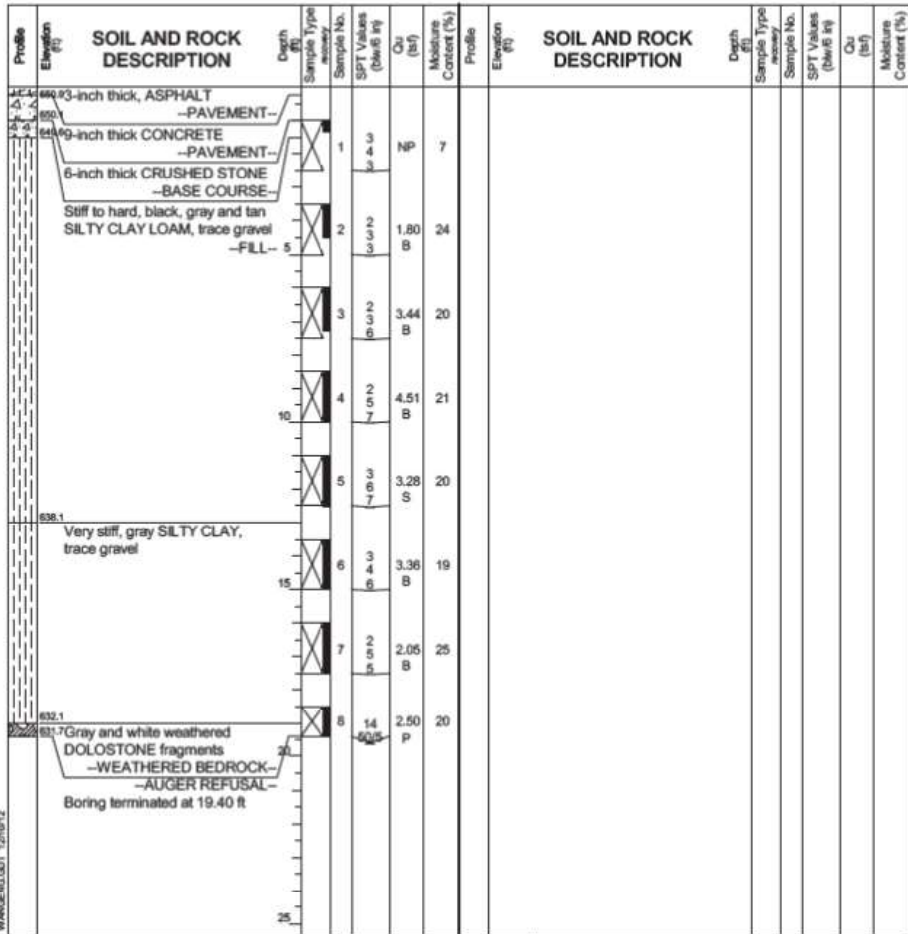 Profile
Elevation (ft)
SOIL AND ROCK
DESCRIPTION
Depth (ft)
Sample Type
recovery
Sample No.
SPT Values
(blw/6 in)
Qu
(tsf)
Moisture
Content (%)
Profile
Elevation (ft)
SOIL AND ROCK
DESCRIPTION
Depth (ft)
Sample Type
recovery
Sample No.
SPT Values
(blw/6 in)
Qu
(tsf)
Moisture
Content (%)
3-inch thick, ASPHALT
--PAVEMENT--
650.1
9-inch thick CONCRETE
--PAVEMENT--
6-inch thick CRUSHED STONE
--BASE COURSE--
1 3 4 3 NP 7
Stiff to hard, black, gray and tan
SILTY CLAY LOAM, trace gravel
--FILL-- 5
2 2 3 3 1.80 B 24
3 2 3 6 3.44 B 20
10 4 2 5 7 4.51 B 21
5 3 6 7 3.28 S 20
638.1
Very stiff, gray SILTY CLAY,
trace gravel
15 6 3 4 6 3.36 B 19
7 2 5 5 2.05 B 25
632.1
8 14 50/5 2.50 P 20
631.7
Gray and white weathered
DOLOSTONE fragments
20
--WEATHERED BEDROCK--
--AUGER REFUSAL--
Boring terminated at 19.40 ft
25